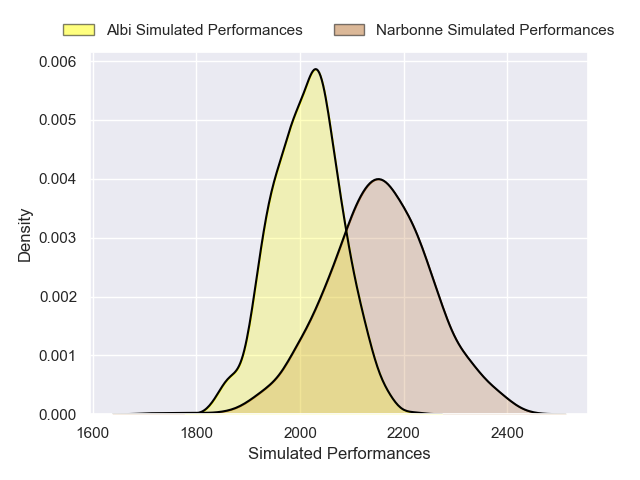 Albi Simulated Performances Narbonne Simulated Performances
0.006
0.005
0.004
0.003
0.002
0.001
0.000
Density
1600 1800 2000 2200 2400
Simulated Performances